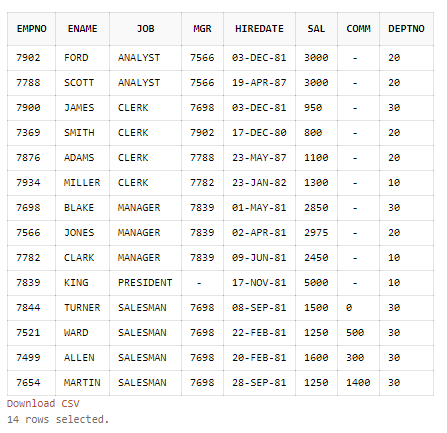 EMPNO ENAME JOB MGR HIREDATE SAL COMM DEPTNO
7902 FORD ANALYST 7566 03-DEC-81 3000 - 20
7788 SCOTT ANALYST 7566 19-APR-87 3000 - 20
7900 JAMES CLERK 7698 03-DEC-81 950 - 30
7369 SMITH CLERK 7902 17-DEC-80 800 - 20
7876 ADAMS CLERK 7788 23-MAY-87 1100 - 20
7934 MILLER CLERK 7782 23-JAN-82 1300 - 10
7698 BLAKE MANAGER 7839 01-MAY-81 2850 - 30
7566 JONES MANAGER 7839 02-APR-81 2975 - 20
7782 CLARK MANAGER 7839 09-JUN-81 2450 - 10
7839 KING PRESIDENT - 17-NOV-81 5000 - 10
7844 TURNER SALESMAN 7698 08-SEP-81 1500 0 30
7521 WARD SALESMAN 7698 22-FEB-81 1250 500 30
7499 ALLEN SALESMAN 7698 20-FEB-81 1600 300 30
7654 MARTIN SALESMAN 7698 28-SEP-81 1250 1400 30
Download CSV
14 rows selected.